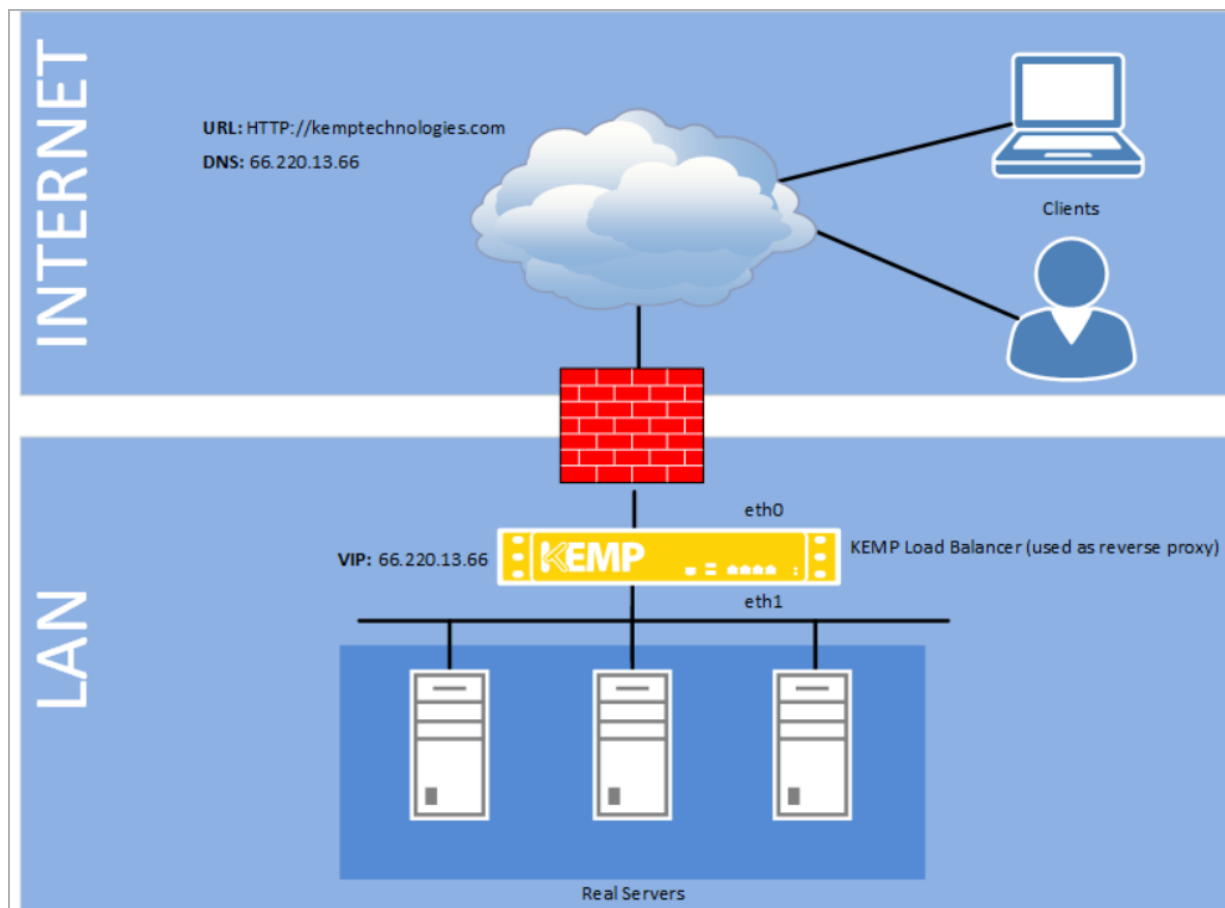 INTERNET
URL: HTTP://kemptechnologies.com
DNS: 66.220.13.66
Clients
LAN
eth0
VIP: 66.220.13.66
KEMP
KEMP Load Balancer (used as reverse proxy)
eth1
Real Servers